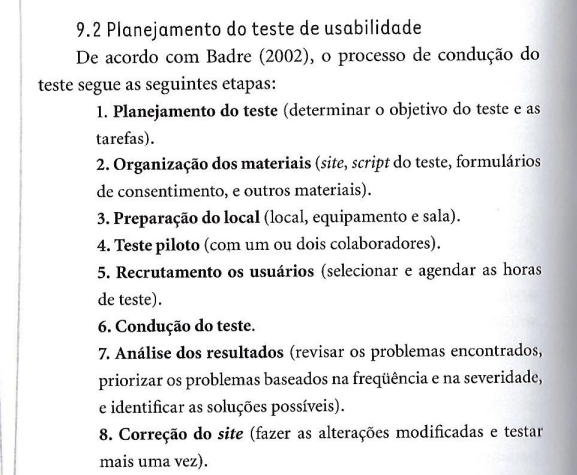 9.2 Planejamento do teste de usabilidade
De acordo com Badre (2002), o processo de condução do
teste segue as seguintes etapas:
1. Planejamento do teste (determinar o objetivo do teste e as
tarefas).
2. Organização dos materiais (site, script do teste, formulários
de consentimento, e outros materiais).
3. Preparação do local (local, equipamento e sala).
4. Teste piloto (com um ou dois colaboradores).
5. Recrutamento os usuários (selecionar e agendar as horas
de teste).
6. Condução do teste.
7. Análise dos resultados (revisar os problemas encontrados,
priorizar os problemas baseados na freqüência e na severidade,
e identificar as soluções possíveis).
8. Correção do site (fazer as alterações modificadas e testar
mais uma vez).